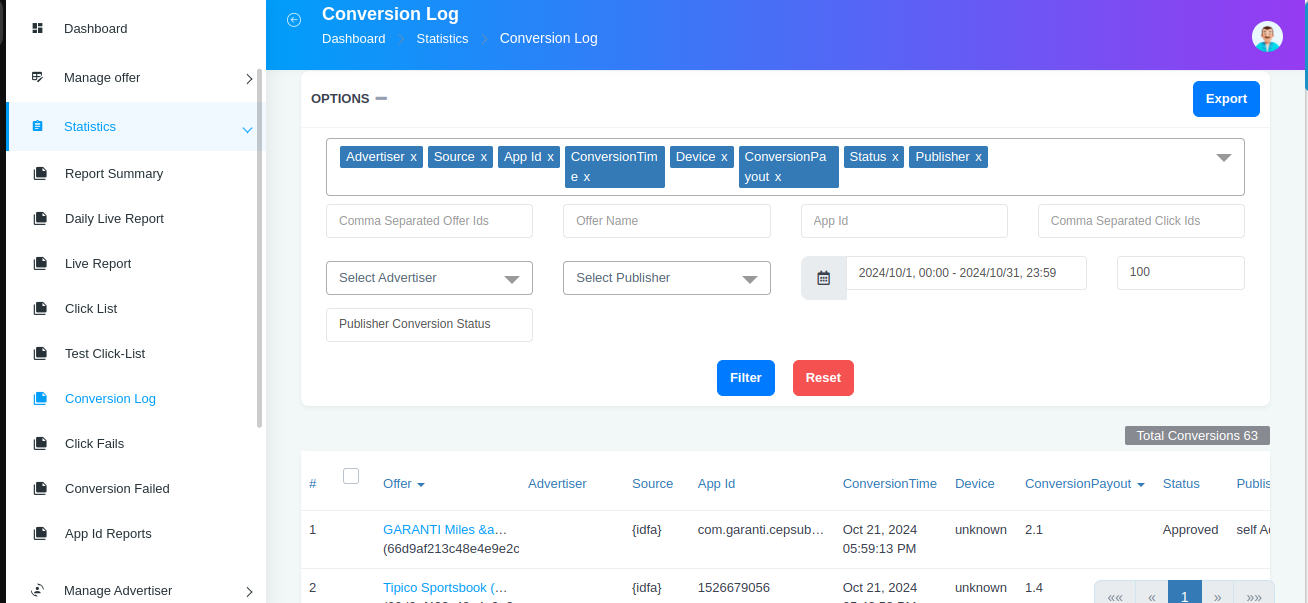 Dashboard
Manage offer
Statistics
Report Summary
Daily Live Report
Live Report
Click List
Test Click-List
Conversion Log
Click Fails
Conversion Failed
App Id Reports
Manage Advertiser
Conversion Log
Dashboard Statistics Conversion Log
OPTIONS
Export
Advertiser x Source x App Id x ConversionTim Device x ConversionPa Status x Publisher x
e x yout x
Comma Separated Offer Ids Offer Name App Id Comma Separated Click Ids
Select Advertiser Select Publisher 2024/10/1, 00:00 - 2024/10/31, 23:59 100
Publisher Conversion Status
Filter Reset
Total Conversions 63
# Offer Advertiser Source App Id ConversionTime Device ConversionPayout Status Publis
1 GARANTI Miles &a... {idfa} com.garanti.cepsub... Oct 21, 2024 unknown 2.1 Approved self Ad
(66d9af213c48e4e9e2c 05:59:13 PM
2 Tipico Sportsbook (... {idfa} 1526679056 Oct 21, 2024 unknown 1.4
«« « 1 » »»